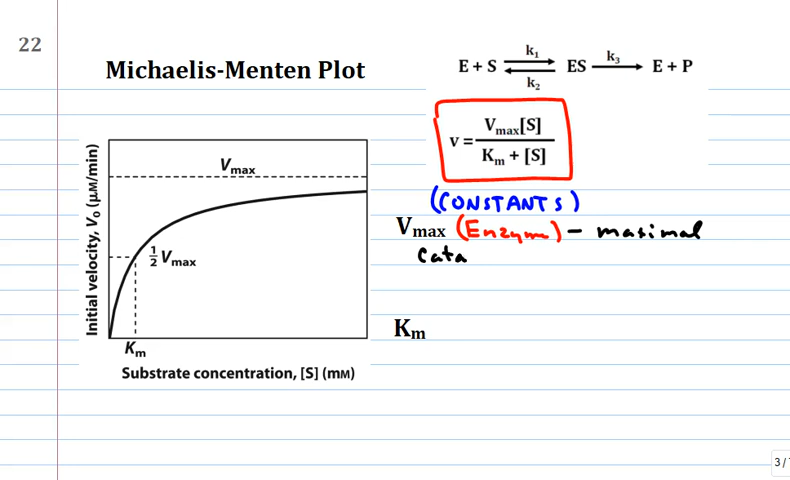 22
Michaelis-Menten Plot
E + S k₁ k₂ ES k₃ E + P
v = Vmax[S] / Km + [S]
(CONSTANTS)
Vmax (Enzyme) – maximal
cata
Km
Initial velocity, V₀ (μM/min)
Vmax
½ Vmax
Km
Substrate concentration, [S] (mM)
3 /